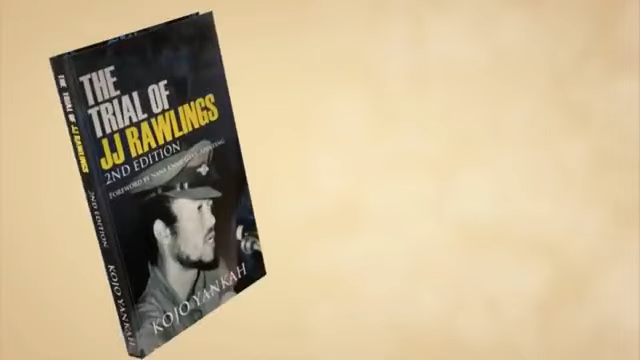 THE
TRIAL OF
JJ RAWLINGS
2ND EDITION
FOREWORD BY NANA
KOJO YANKAH
THE TRIAL OF JJ RAWLINGS
2ND EDITION
KOJO YANKAH